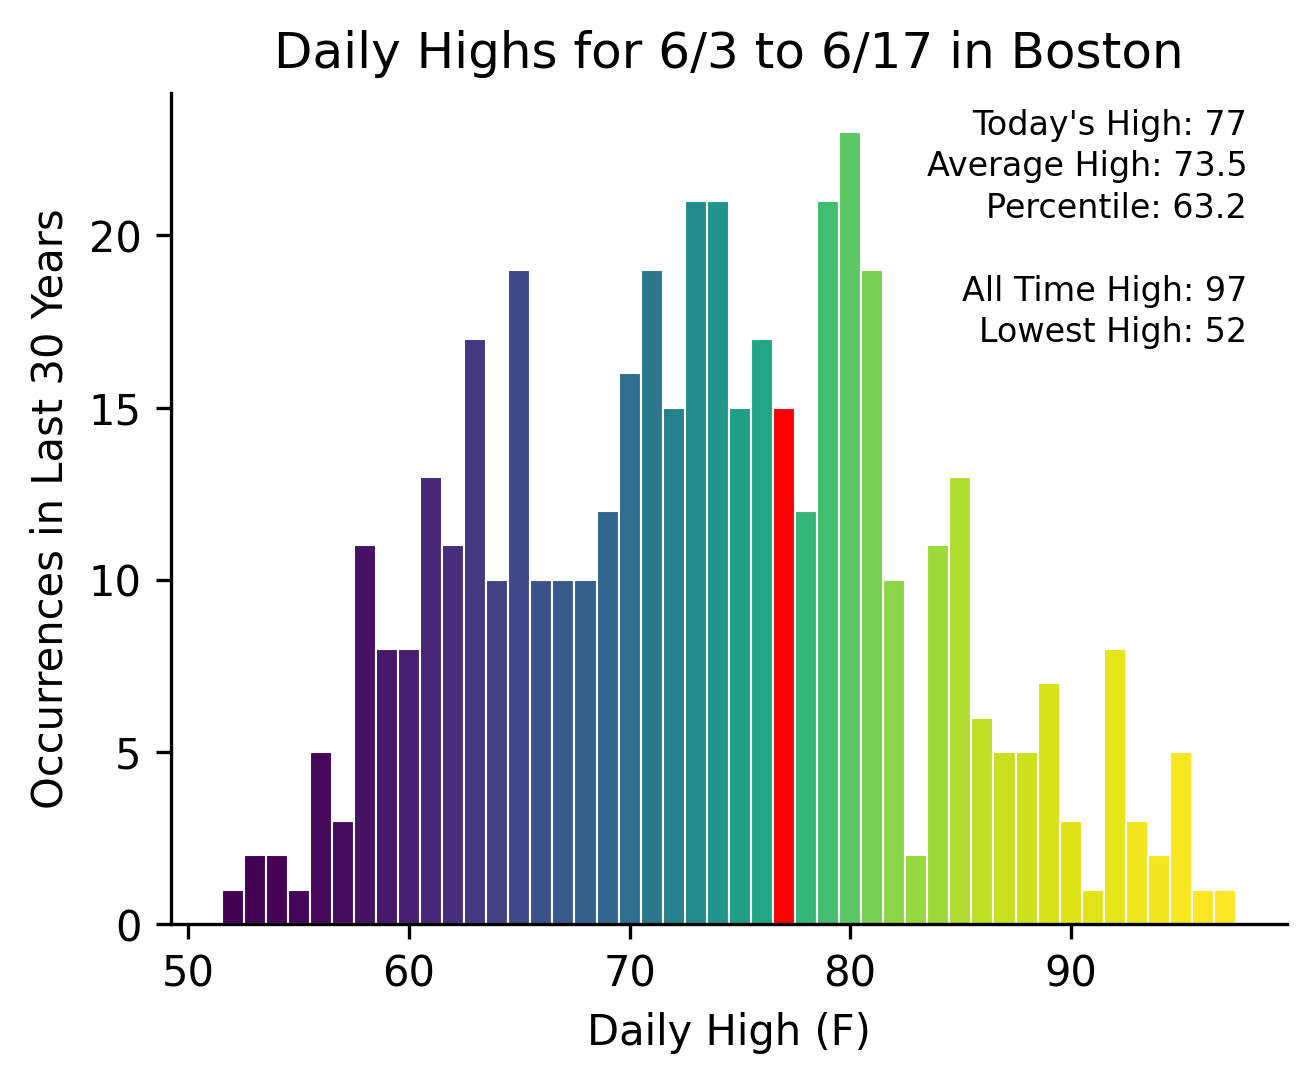 Daily Highs for 6/3 to 6/17 in Boston
Today's High: 77
Average High: 73.5
Percentile: 63.2
All Time High: 97
Lowest High: 52
Occurrences in Last 30 Years
20
15
10
5
0
50 60 70 80 90
Daily High (F)